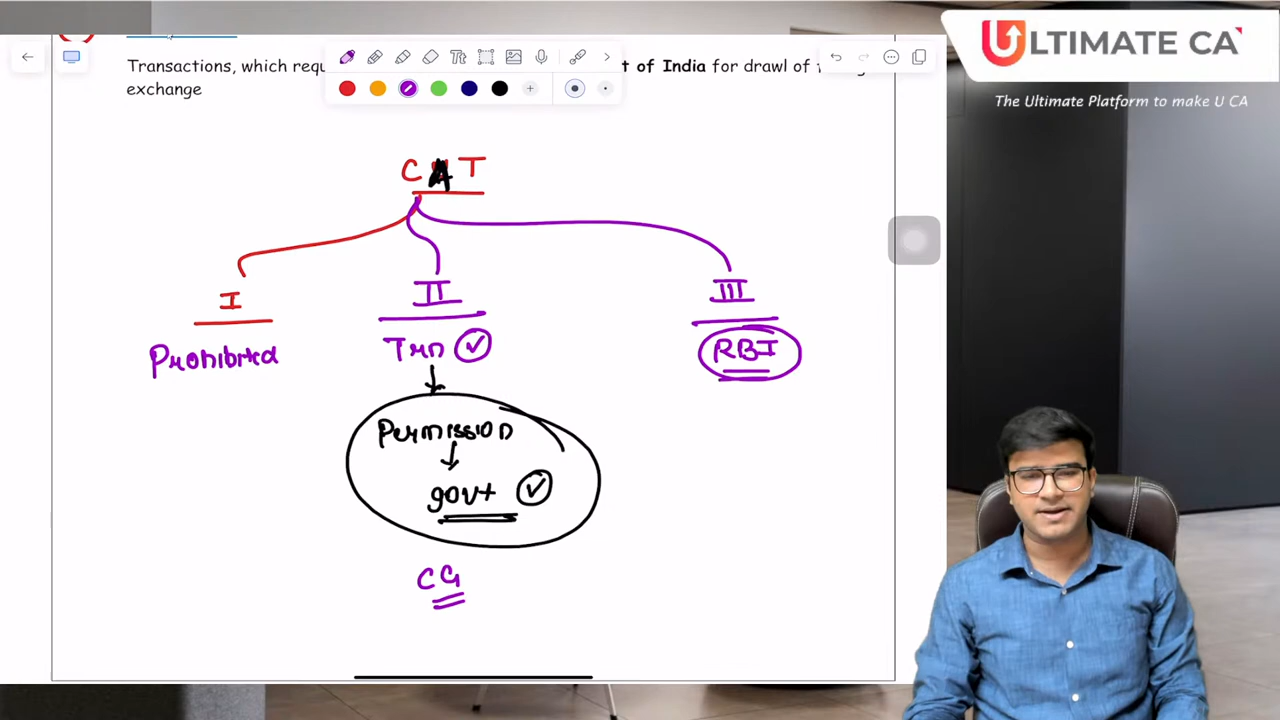 ULTIMATE CA
The Ultimate Platform to make U CA
Transactions, which requ t of India for drawl of f
exchange
CAT
I II III
Prohibited Trn RBI
Permission
govt
CG